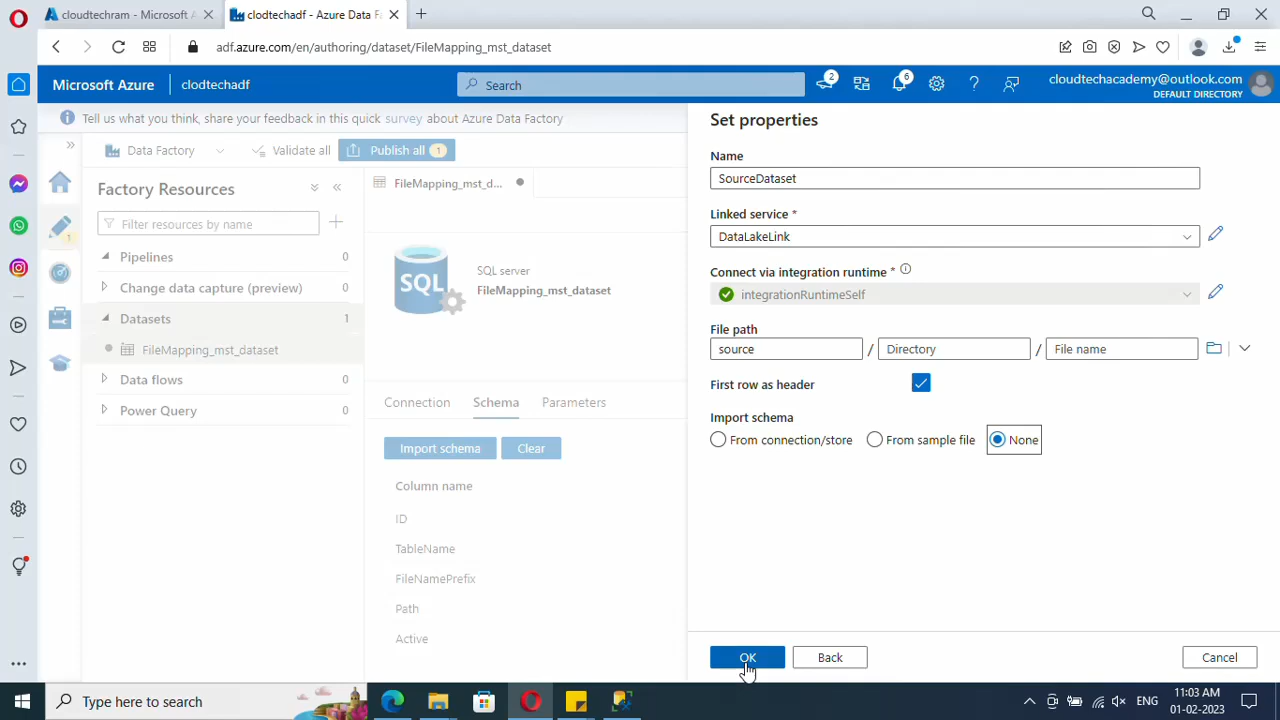 cloudtechram - Microsoft A
clodtechadf - Azure Data Fa
adf.azure.com/en/authoring/dataset/FileMapping_mst_dataset
Microsoft Azure
clodtechadf
Search
2
6
cloudtechacademy@outlook.com
DEFAULT DIRECTORY
Tell us what you think, share your feedback in this quick survey about Azure Data Factory
Data Factory
Validate all
Publish all 1
Factory Resources
Filter resources by name
Pipelines 0
Change data capture (preview) 0
Datasets 1
FileMapping_mst_dataset
Data flows 0
Power Query 0
1
FileMapping_mst_d...
SQL
SQL server
FileMapping_mst_dataset
Connection
Schema
Parameters
Import schema
Clear
Column name
ID
TableName
FileNamePrefix
Path
Active
Set properties
Name
SourceDataset
Linked service *
DataLakeLink
Connect via integration runtime *
integrationRuntimeSelf
File path
source / Directory / File name
First row as header
Import schema
From connection/store
From sample file
None
OK
Back
Cancel
Type here to search
ENG
11:03 AM
01-02-2023